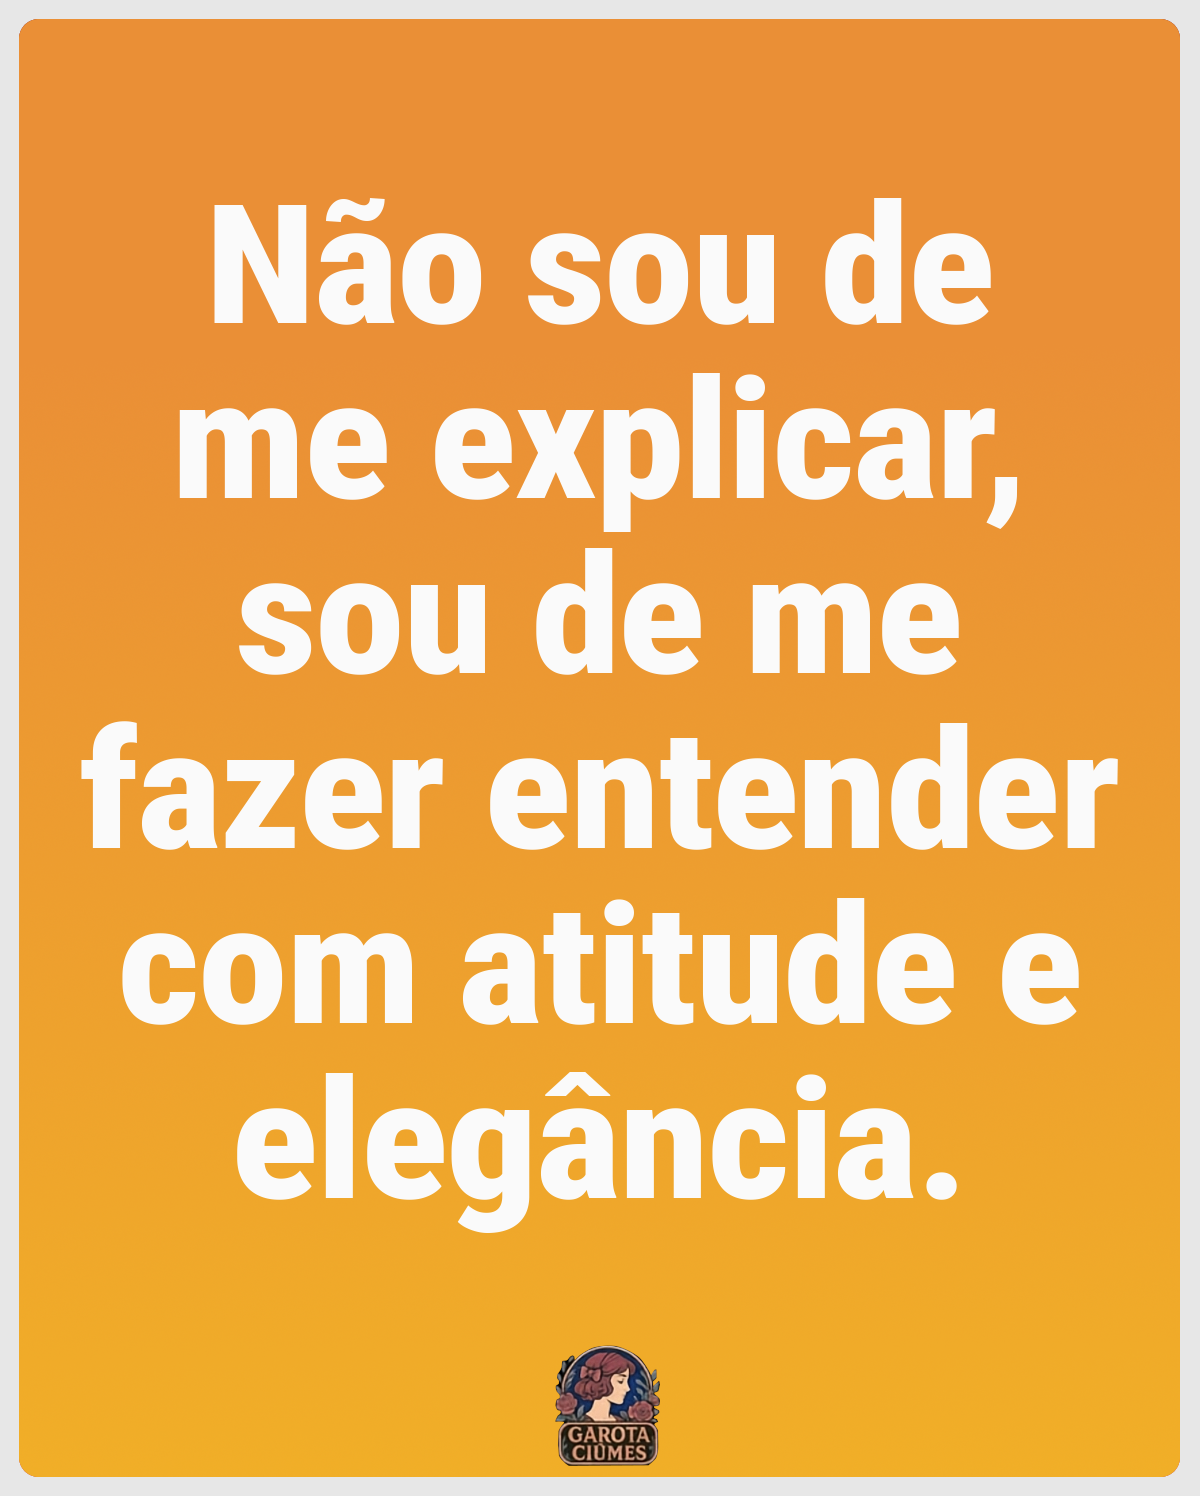 Não sou de
me explicar,
sou de me
fazer entender
com atitude e
elegância.
GAROTA
CIÚMES